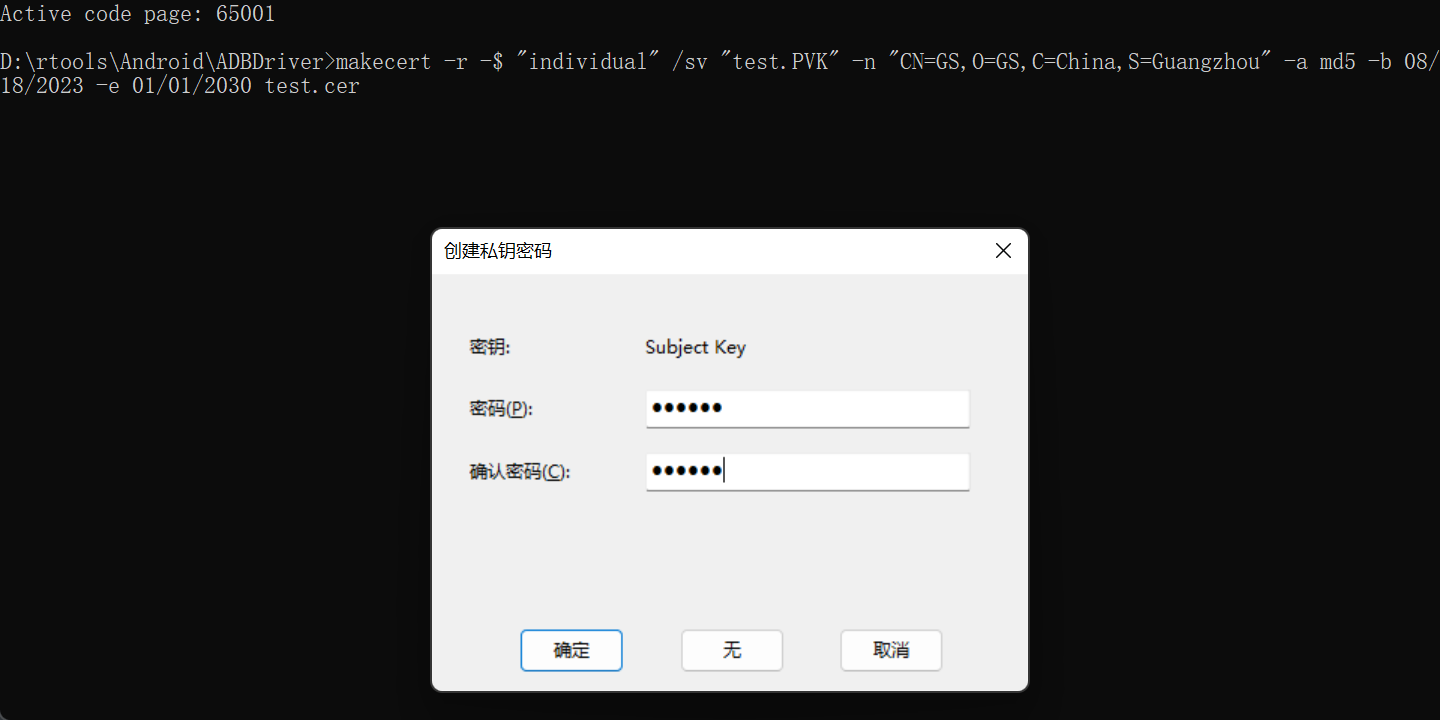 Active code page: 65001
D:\rtools\Android\ADBDriver>makecert -r -$ "individual" /sv "test.PVK" -n "CN=GS,O=GS,C=China,S=Guangzhou" -a md5 -b 08/
18/2023 -e 01/01/2030 test.cer
创建私钥密码
密钥: Subject Key
密码(P): ●●●●●●
确认密码(C): ●●●●●●
确定 无 取消